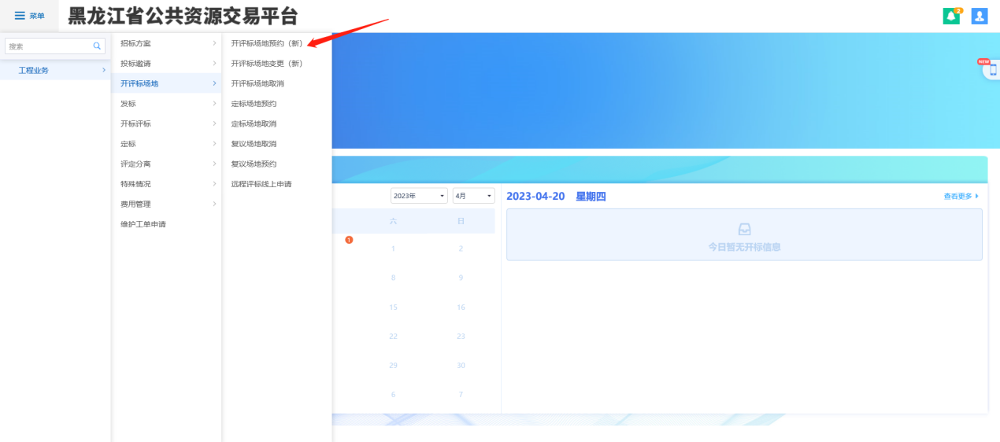 菜单
黑龙江省公共资源交易平台
2
搜索
工程业务
招标方案
投标邀请
开评标场地
发标
开标评标
定标
评定分离
特殊情况
费用管理
维护工单申请
开评标场地预约（新）
开评标场地变更（新）
开评标场地取消
定标场地预约
定标场地取消
复议场地取消
复议场地预约
远程评标线上申请
NEW
2023年
4月
六 日
1
1 2
8 9
15 16
22 23
29 30
6 7
2023-04-20 星期四
查看更多
今日暂无开标信息